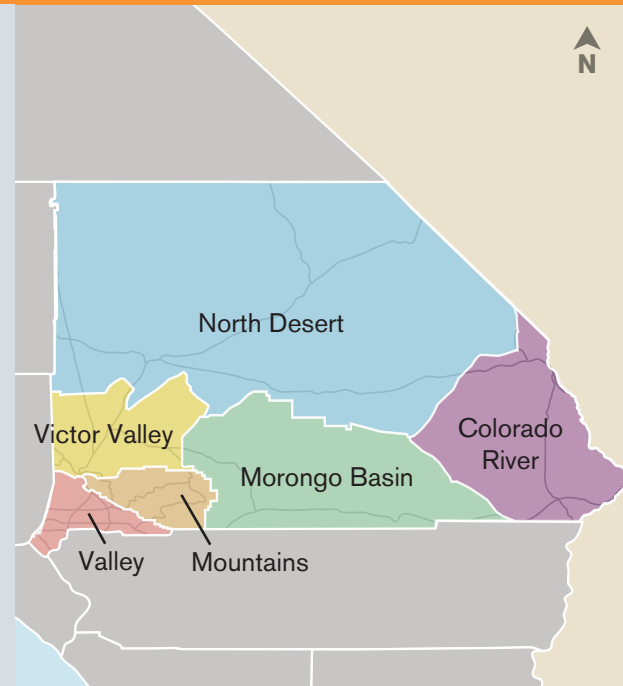 N
North Desert
Victor Valley
Colorado
River
Morongo Basin
Valley
Mountains